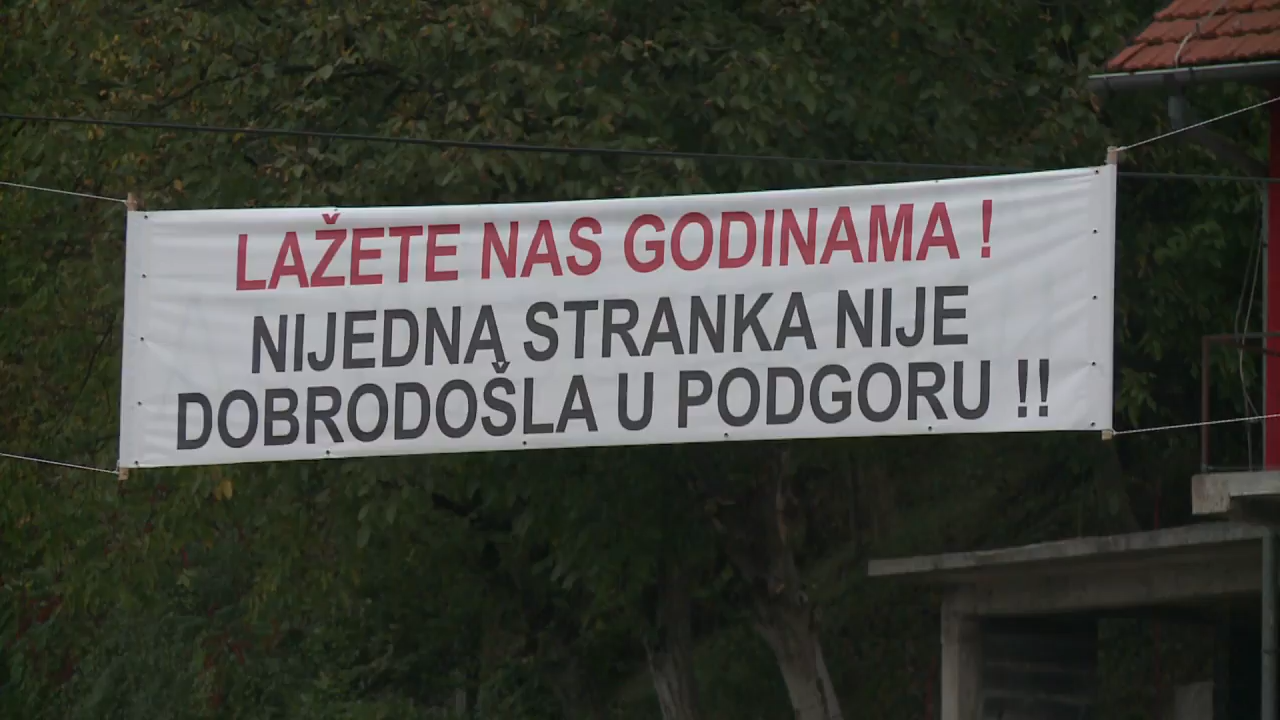 LAŽETE NAS GODINAMA !
NIJEDNA STRANKA NIJE
DOBRODOŠLA U PODGORU !!